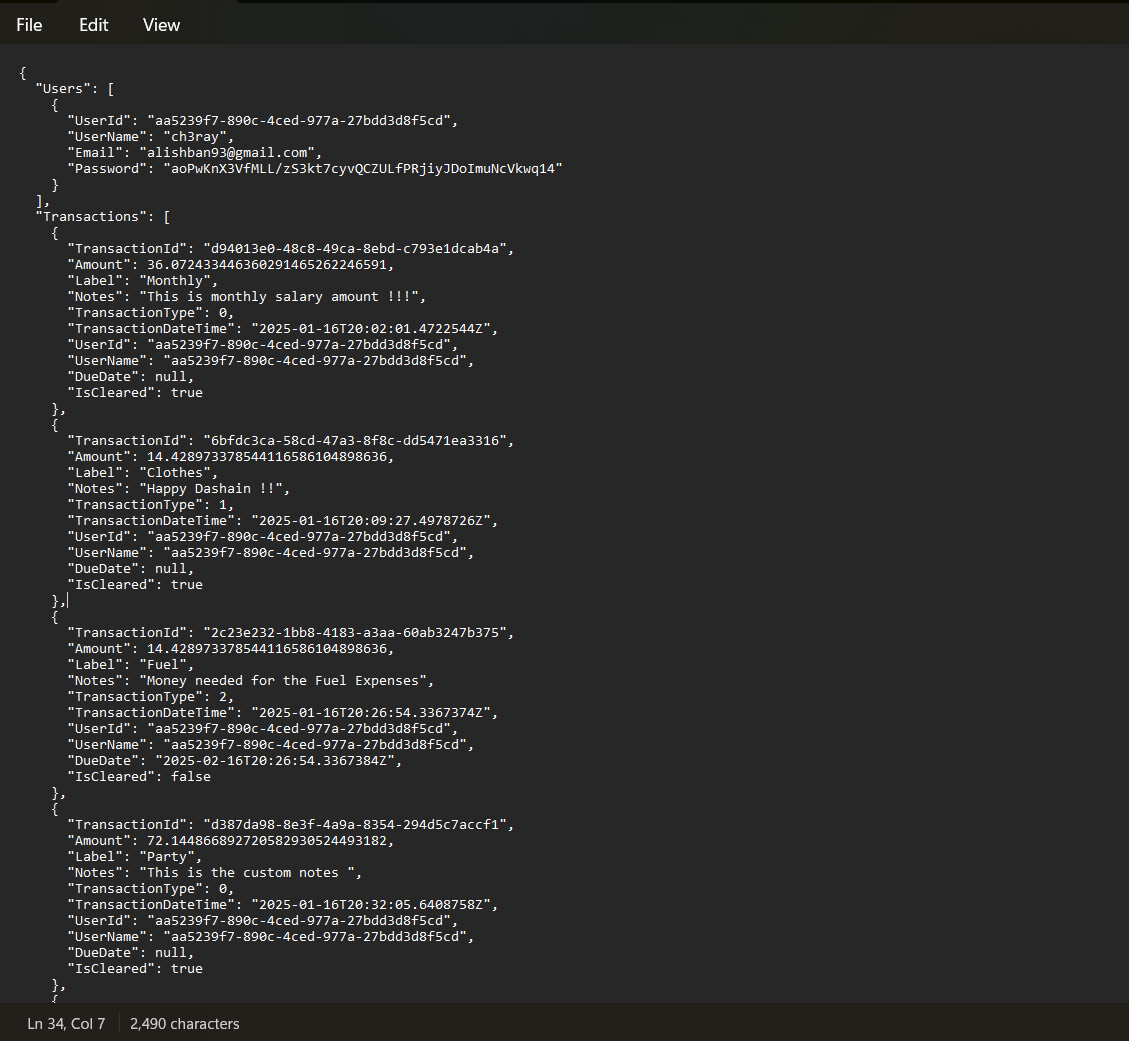 File Edit View
{
"Users": [
{
"UserId": "aa5239f7-890c-4ced-977a-27bdd3d8f5cd",
"UserName": "ch3ray",
"Email": "alishban93@gmail.com",
"Password": "aoPwKnX3VfMLL/zS3kt7cyvQCZULfPRjiyJDoImuNcVkwq14"
}
],
"Transactions": [
{
"TransactionId": "d94013e0-48c8-49ca-8ebd-c793e1dcab4a",
"Amount": 36.072433446360291465262246591,
"Label": "Monthly",
"Notes": "This is monthly salary amount !!!",
"TransactionType": 0,
"TransactionDateTime": "2025-01-16T20:02:01.4722544Z",
"UserId": "aa5239f7-890c-4ced-977a-27bdd3d8f5cd",
"UserName": "aa5239f7-890c-4ced-977a-27bdd3d8f5cd",
"DueDate": null,
"IsCleared": true
},
{
"TransactionId": "6bfdc3ca-58cd-47a3-8f8c-dd5471ea3316",
"Amount": 14.428973378544116586104898636,
"Label": "Clothes",
"Notes": "Happy Dashain !!",
"TransactionType": 1,
"TransactionDateTime": "2025-01-16T20:09:27.4978726Z",
"UserId": "aa5239f7-890c-4ced-977a-27bdd3d8f5cd",
"UserName": "aa5239f7-890c-4ced-977a-27bdd3d8f5cd",
"DueDate": null,
"IsCleared": true
},
{
"TransactionId": "2c23e232-1bb8-4183-a3aa-60ab3247b375",
"Amount": 14.428973378544116586104898636,
"Label": "Fuel",
"Notes": "Money needed for the Fuel Expenses",
"TransactionType": 2,
"TransactionDateTime": "2025-01-16T20:26:54.3367374Z",
"UserId": "aa5239f7-890c-4ced-977a-27bdd3d8f5cd",
"UserName": "aa5239f7-890c-4ced-977a-27bdd3d8f5cd",
"DueDate": "2025-02-16T20:26:54.3367384Z",
"IsCleared": false
},
{
"TransactionId": "d387da98-8e3f-4a9a-8354-294d5c7accf1",
"Amount": 72.144866892720582930524493182,
"Label": "Party",
"Notes": "This is the custom notes ",
"TransactionType": 0,
"TransactionDateTime": "2025-01-16T20:32:05.6408758Z",
"UserId": "aa5239f7-890c-4ced-977a-27bdd3d8f5cd",
"UserName": "aa5239f7-890c-4ced-977a-27bdd3d8f5cd",
"DueDate": null,
"IsCleared": true
},
{
Ln 34, Col 7 2,490 characters